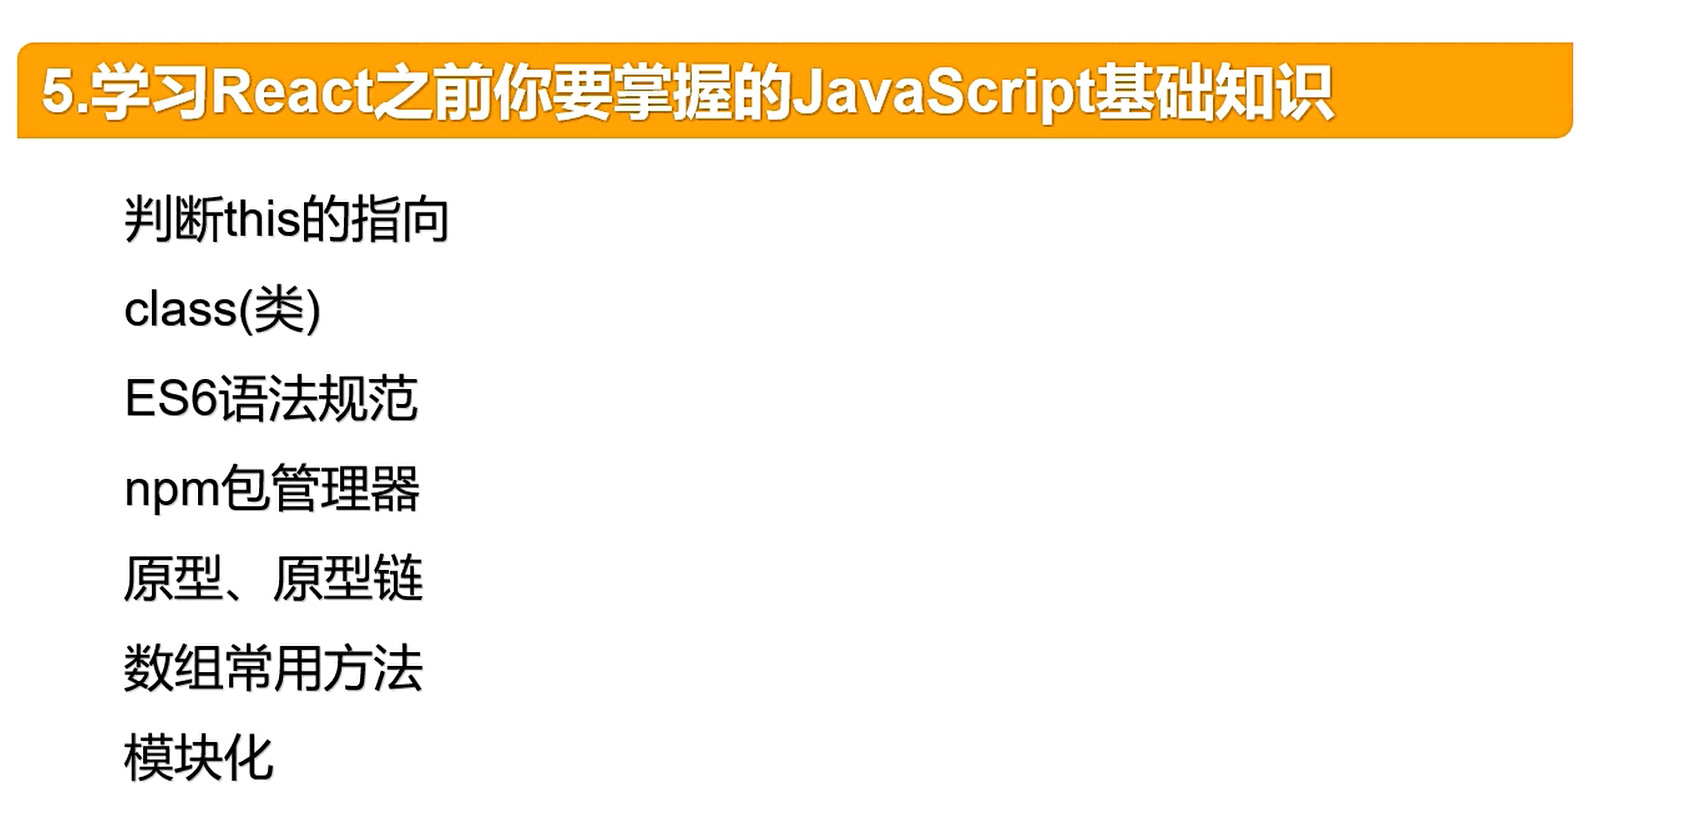 5.学习React之前你要掌握的JavaScript基础知识
判断this的指向
class(类)
ES6语法规范
npm包管理器
原型、原型链
数组常用方法
模块化